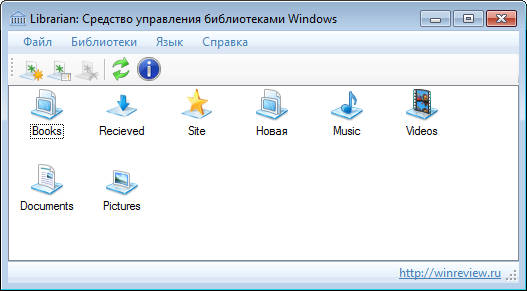 Librarian: Средство управления библиотеками Windows
Файл Библиотеки Язык Справка
Books Recieved Site Новая Music Videos
Documents Pictures
http://winreview.ru